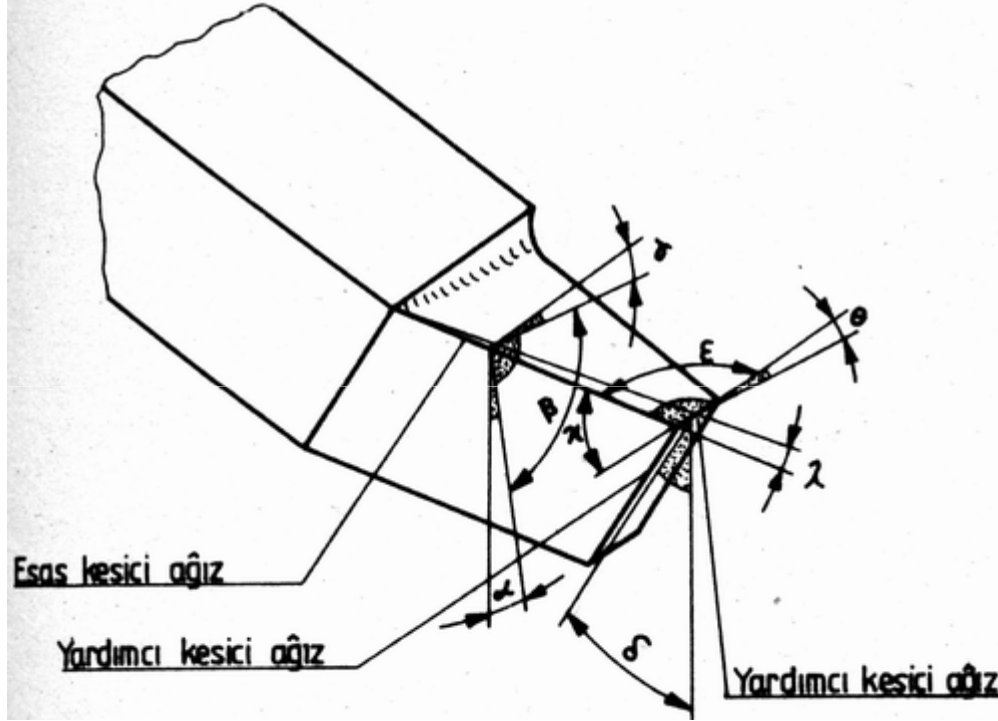 γ
θ
ε
β
χ
λ
Esas kesici ağız
α
Yardımcı kesici ağız
δ
Yardımcı kesici ağız